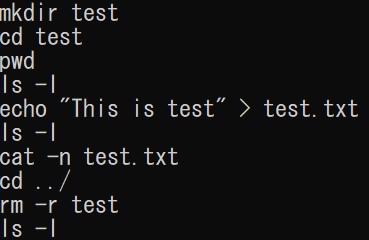 mkdir test
cd test
pwd
ls -l
echo "This is test" > test.txt
ls -l
cat -n test.txt
cd ../
rm -r test
ls -l